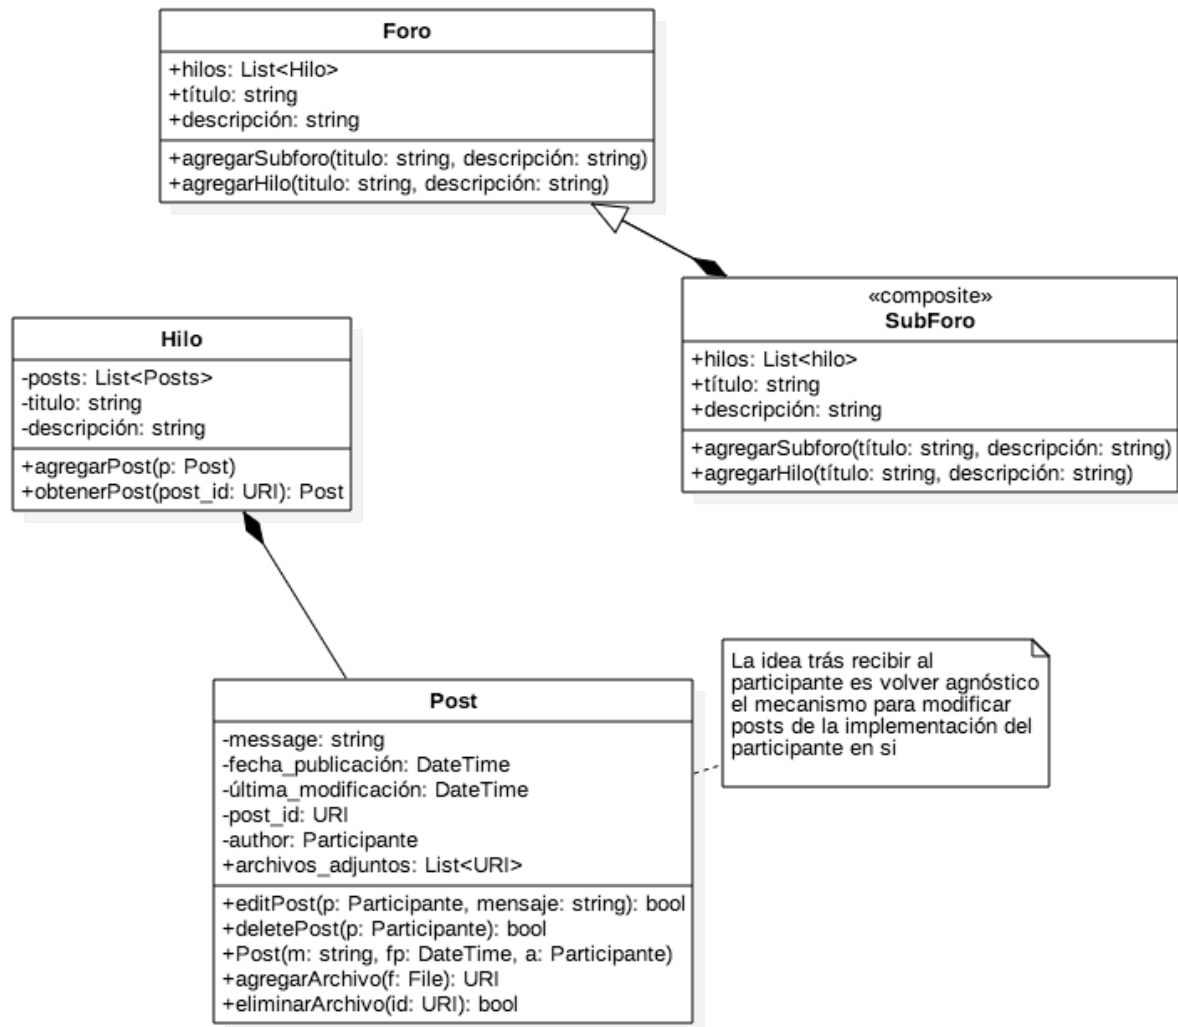 Foro
+hilos: List<Hilo>
+título: string
+descripción: string
+agregarSubforo(titulo: string, descripción: string)
+agregarHilo(titulo: string, descripción: string)
«composite»
SubForo
+hilos: List<hilo>
+título: string
+descripción: string
+agregarSubforo(título: string, descripción: string)
+agregarHilo(título: string, descripción: string)
Hilo
-posts: List<Posts>
-titulo: string
-descripción: string
+agregarPost(p: Post)
+obtenerPost(post_id: URI): Post
La idea trás recibir al
participante es volver agnóstico
el mecanismo para modificar
posts de la implementación del
participante en si
Post
-message: string
-fecha_publicación: DateTime
-última_modificación: DateTime
-post_id: URI
-author: Participante
+archivos_adjuntos: List<URI>
+editPost(p: Participante, mensaje: string): bool
+deletePost(p: Participante): bool
+Post(m: string, fp: DateTime, a: Participante)
+agregarArchivo(f: File): URI
+eliminarArchivo(id: URI): bool